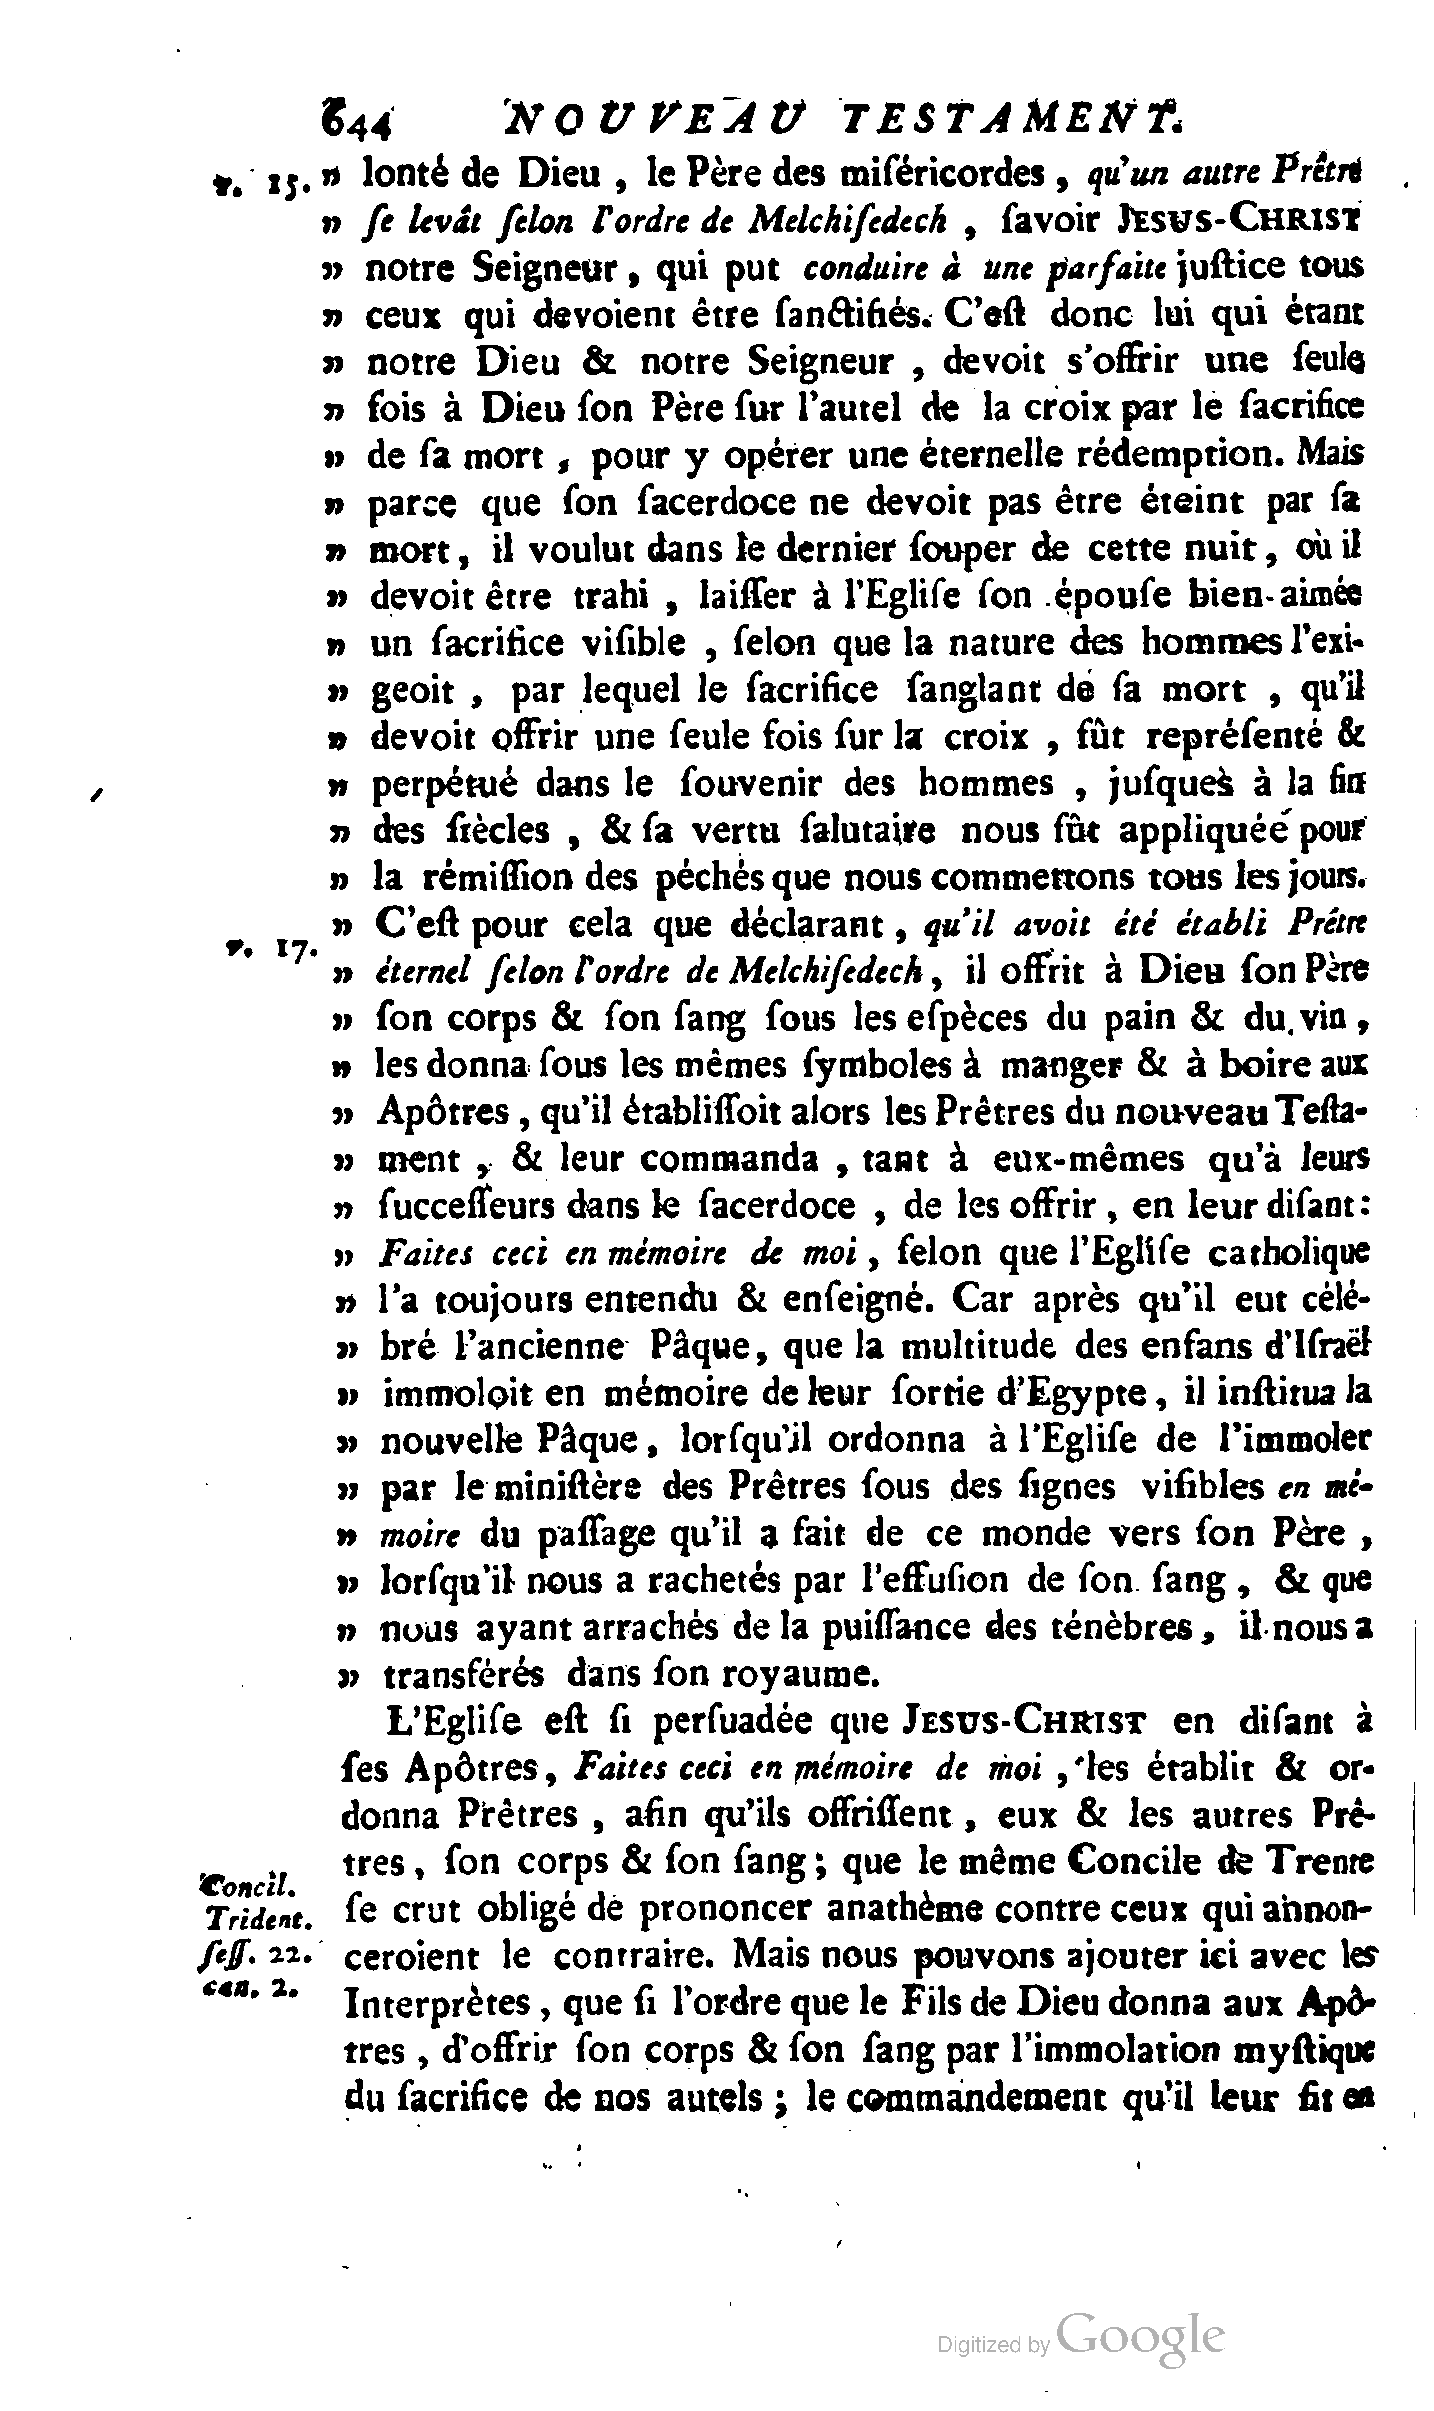 644 NOUVEAU TESTAMENT.
v. 15. » lonté de Dieu , le Père des miſéricordes , qu'un autre Prêtre
» ſe levât ſelon l'ordre de Melchiſedech , ſavoir JESUS-CHRIST
» notre Seigneur , qui put conduire à une parfaite juſtice tous
» ceux qui devoient être ſanctifiés. C'eſt donc lui qui étant
» notre Dieu & notre Seigneur , devoit s'offrir une ſeule
» fois à Dieu ſon Père ſur l'autel de la croix par le ſacrifice
» de ſa mort , pour y opérer une éternelle rédemption. Mais
» parce que ſon ſacerdoce ne devoit pas être éteint par ſa
» mort , il voulut dans le dernier ſouper de cette nuit , où il
» devoit être trahi , laiſſer à l'Egliſe ſon épouſe bien-aimée
» un ſacrifice viſible , ſelon que la nature des hommes l'exi-
» geoit , par lequel le ſacrifice ſanglant de ſa mort , qu'il
» devoit offrir une ſeule fois ſur la croix , fût repréſenté &
» perpétué dans le ſouvenir des hommes , juſques à la fin
» des ſiècles , & ſa vertu ſalutaire nous fût appliquée pour
» la rémiſſion des péchés que nous commettons tous les jours.
» C'eſt pour cela que déclarant , qu'il avoit été établi Prêtre
v. 17.
» éternel ſelon l'ordre de Melchiſedech , il offrit à Dieu ſon Père
» ſon corps & ſon ſang ſous les eſpèces du pain & du vin ,
» les donna ſous les mêmes ſymboles à manger & à boire aux
» Apôtres , qu'il établiſſoit alors les Prêtres du nouveau Teſta-
» ment , & leur commanda , tant à eux-mêmes qu'à leurs
» ſucceſſeurs dans le ſacerdoce , de les offrir , en leur diſant :
» Faites ceci en mémoire de moi , ſelon que l'Egliſe catholique
» l'a toujours entendu & enſeigné. Car après qu'il eut célé-
» bré l'ancienne Pâque , que la multitude des enfans d'Iſraël
» immoloit en mémoire de leur ſortie d'Egypte , il inſtitua la
» nouvelle Pâque , lorſqu'il ordonna à l'Egliſe de l'immoler
» par le miniſtère des Prêtres ſous des ſignes viſibles en mé-
» moire du paſſage qu'il a fait de ce monde vers ſon Père ,
» lorſqu'il nous a rachetés par l'effuſion de ſon ſang , & que
» nous ayant arrachés de la puiſſance des ténèbres , il nous a
» transférés dans ſon royaume.
L'Egliſe eſt ſi perſuadée que JESUS-CHRIST en diſant à
ſes Apôtres , Faites ceci en mémoire de moi , les établit & or-
donna Prêtres , afin qu'ils offriſſent , eux & les autres Prê-
tres , ſon corps & ſon ſang ; que le même Concile de Trente
Concil.
Trident.
ſeſſ. 22.
can. 2.
ſe crut obligé de prononcer anathème contre ceux qui annon-
ceroient le contraire. Mais nous pouvons ajouter ici avec les
Interprètes , que ſi l'ordre que le Fils de Dieu donna aux Apô-
tres , d'offrir ſon corps & ſon ſang par l'immolation myſtique
du ſacrifice de nos autels ; le commandement qu'il leur fit en
Digitized by Google